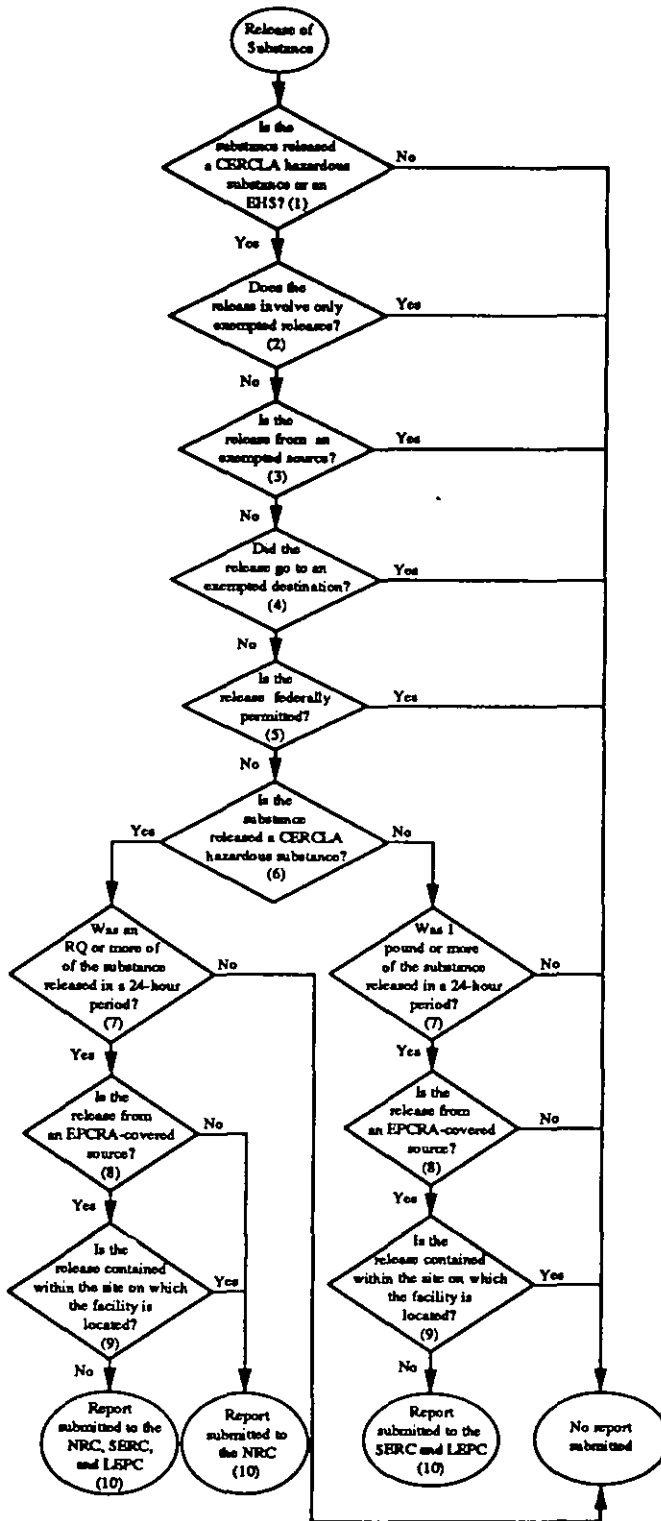 Release of
Substance
Is the
substance released
a CERCLA hazardous
substance or an
EHS? (1)
No
Yes
Does the
release involve only
exempted releases?
(2)
Yes
No
Is the
release from an
exempted source?
(3)
Yes
No
Did the
release go to an
exempted destination?
(4)
Yes
No
Is the
release federally
permitted?
(5)
Yes
No
Is the
substance
released a CERCLA
hazardous substance?
(6)
Yes
No
Was an
RQ or more of
of the substance
released in a 24-hour
period?
(7)
No
Yes
Is the
release from
an EPCRA-covered
source?
(8)
No
Yes
Is the
release contained
within the site on which
the facility is
located?
(9)
Yes
No
Report
submitted to the
NRC, SERC,
and LEPC
(10)
Report
submitted to
the NRC
(10)
Was 1
pound or more
of the substance
released in a 24-hour
period?
(7)
No
Yes
Is the
release from
an EPCRA-covered
source?
(8)
No
Yes
Is the
release contained
within the site on which
the facility is
located?
(9)
Yes
No
Report
submitted to the
SERC and LEPC
(10)
No report
submitted